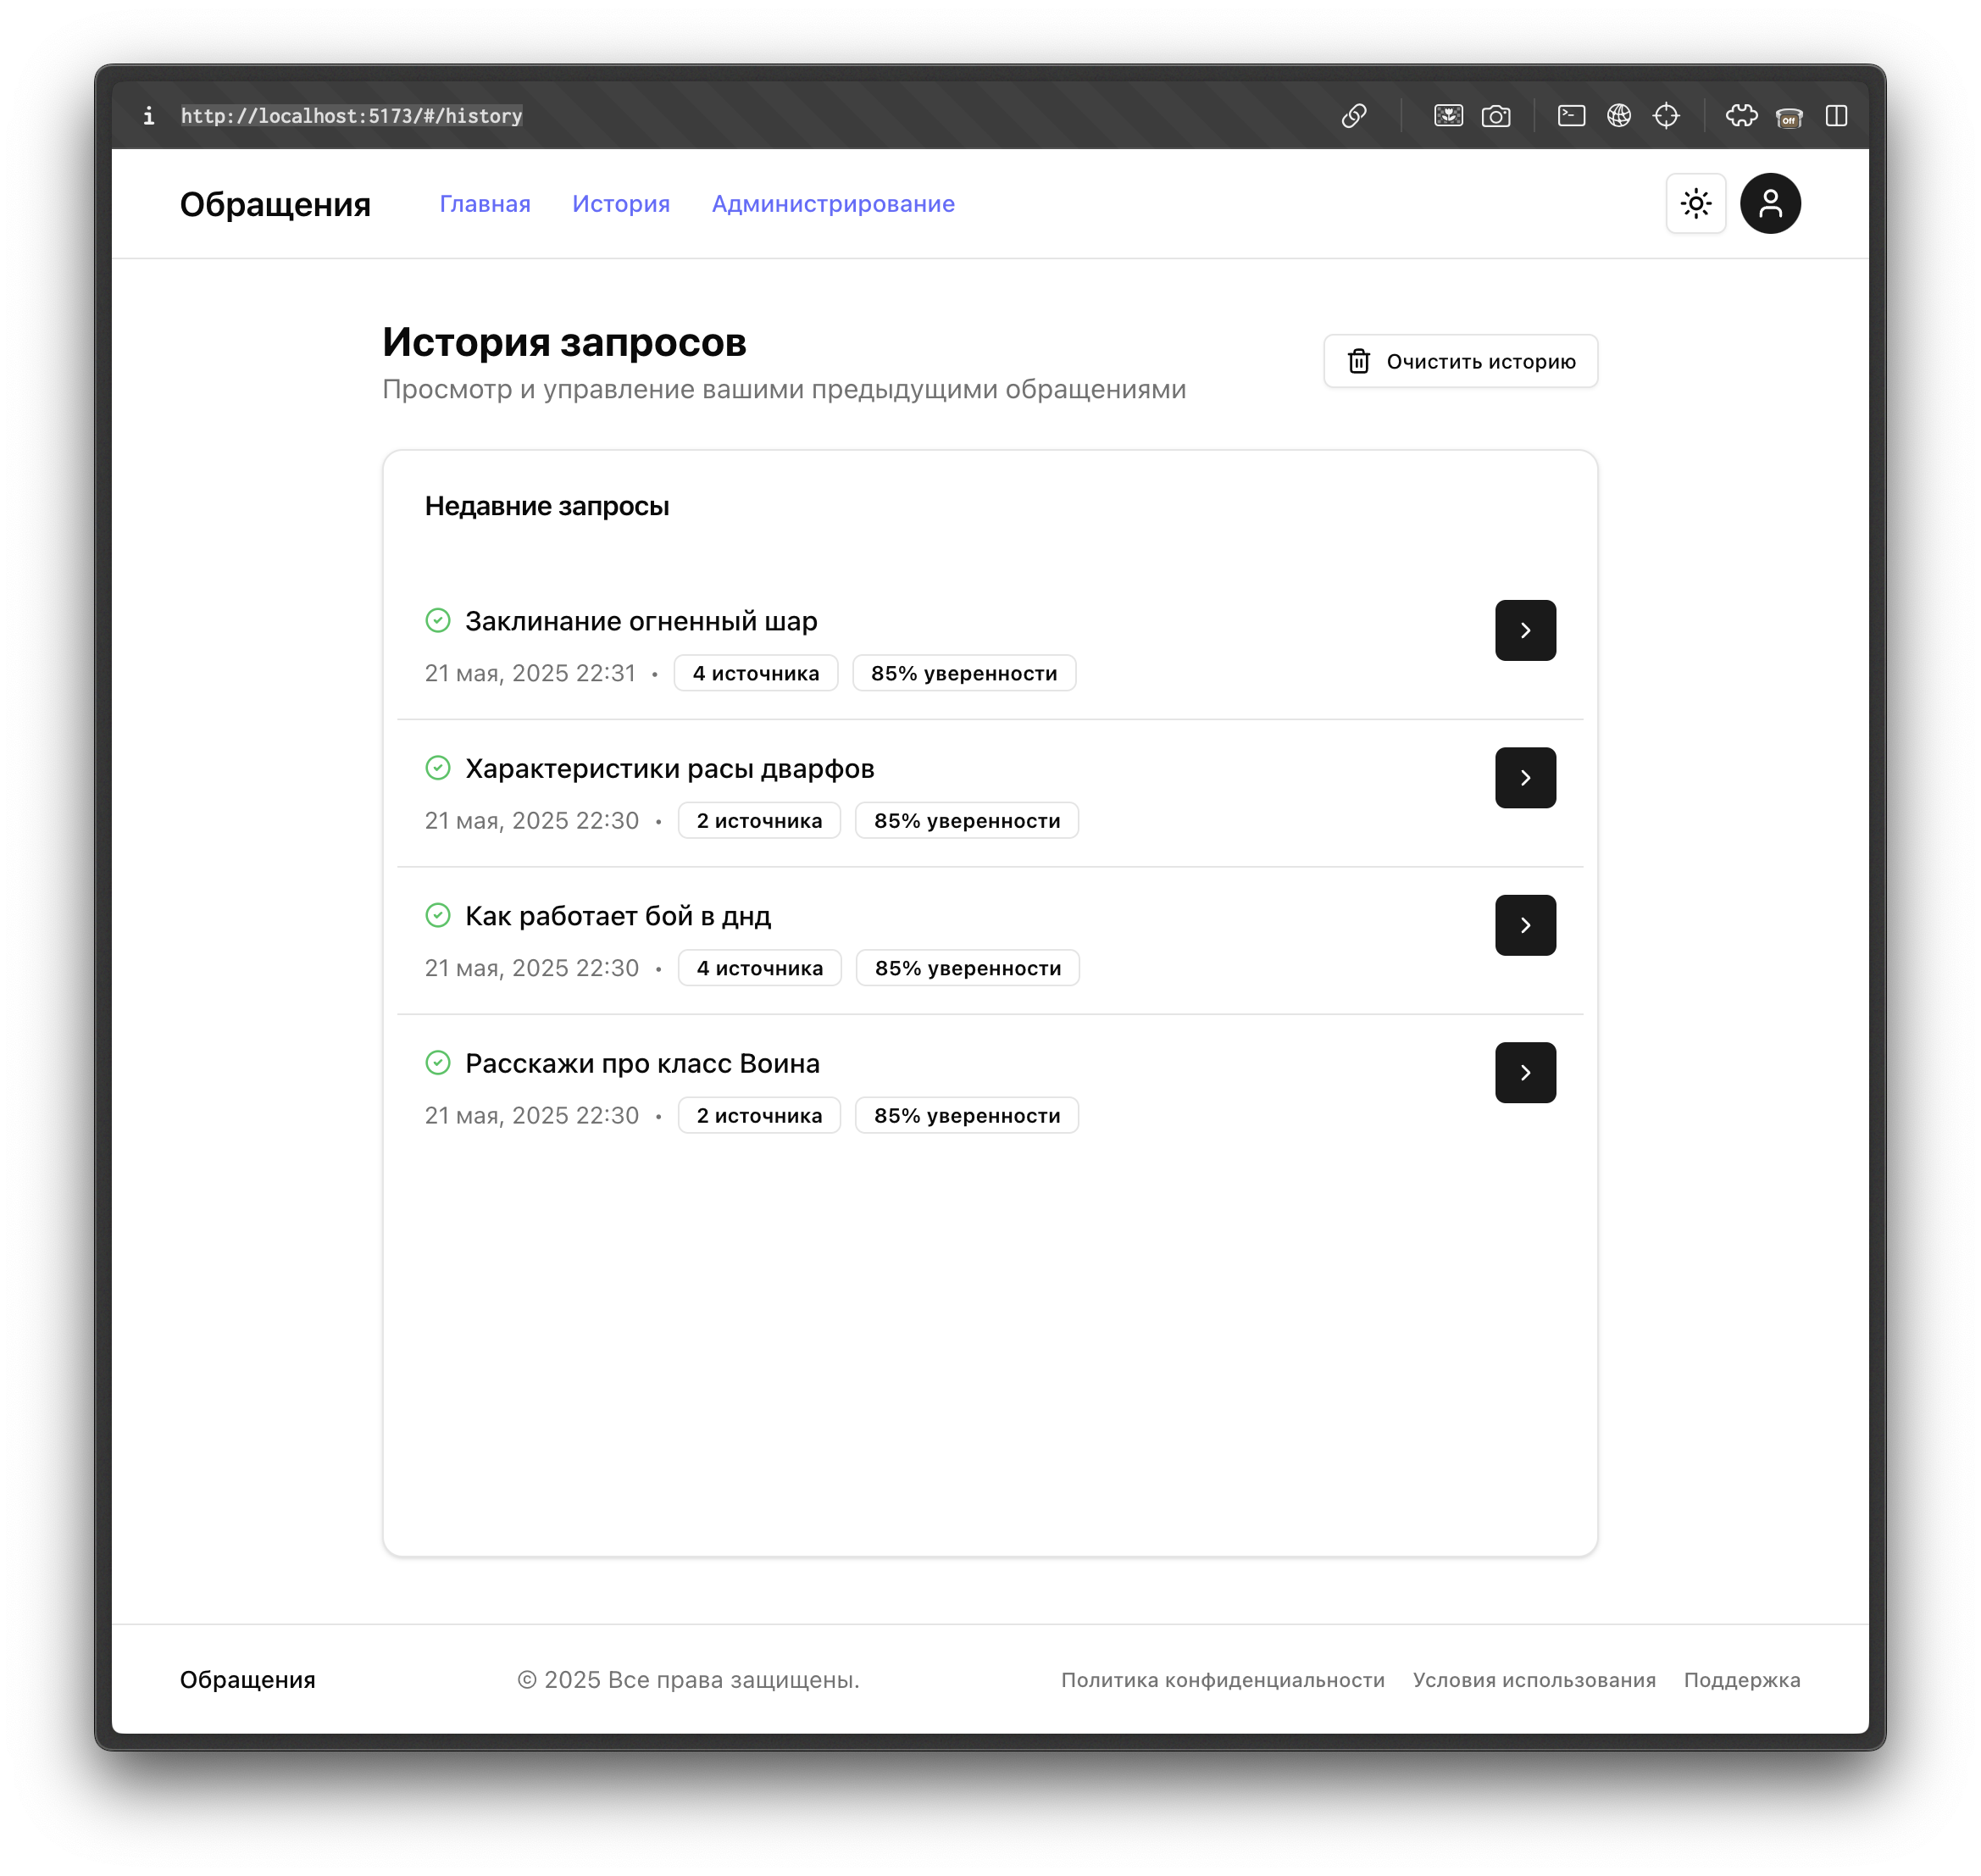 i http://localhost:5173/#/history
Off
Обращения Главная История Администрирование
История запросов
Просмотр и управление вашими предыдущими обращениями
Очистить историю
Недавние запросы
Заклинание огненный шар
21 мая, 2025 22:31 • 4 источника 85% уверенности
Характеристики расы дварфов
21 мая, 2025 22:30 • 2 источника 85% уверенности
Как работает бой в днд
21 мая, 2025 22:30 • 4 источника 85% уверенности
Расскажи про класс Воина
21 мая, 2025 22:30 • 2 источника 85% уверенности
Обращения © 2025 Все права защищены. Политика конфиденциальности Условия использования Поддержка